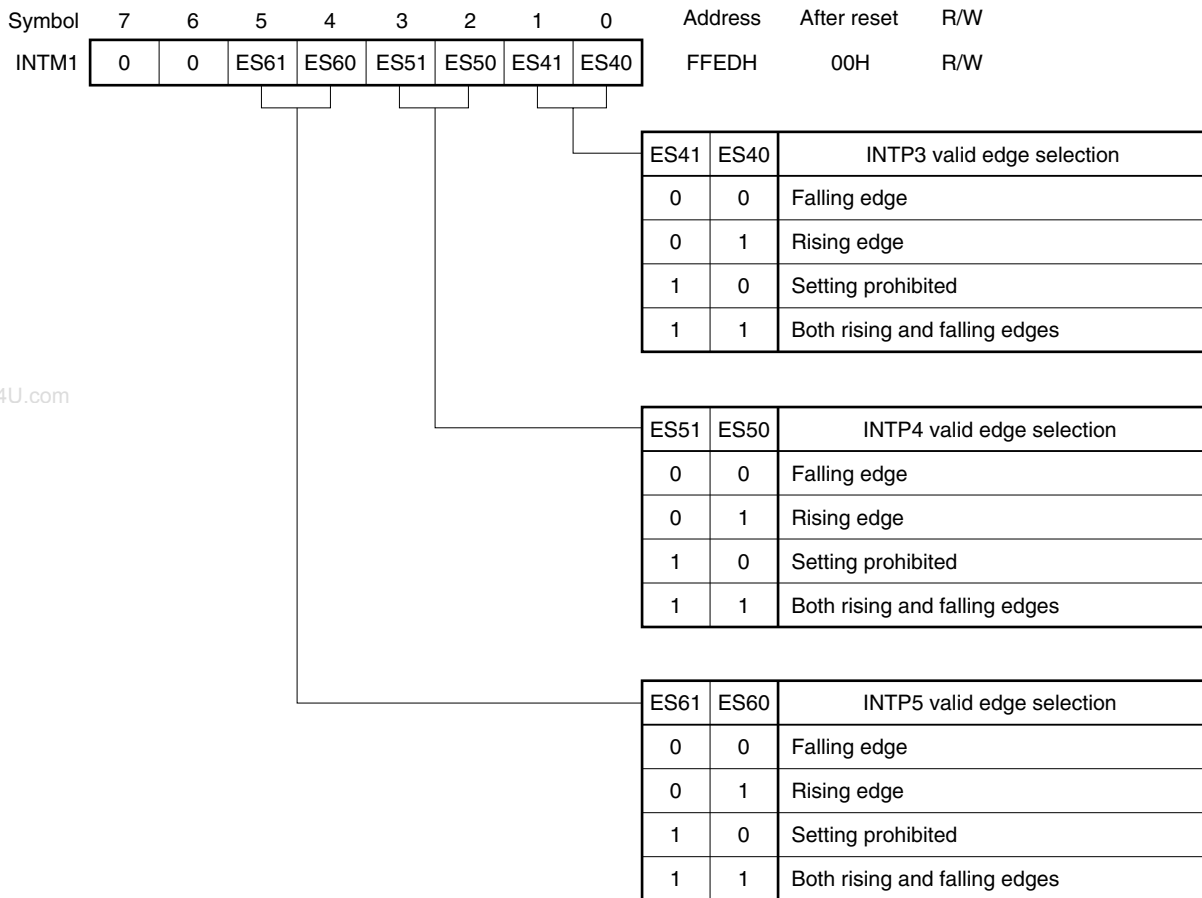 Symbol 7 6 5 4 3 2 1 0 Address After reset R/W
INTM1 0 0 ES61 ES60 ES51 ES50 ES41 ES40 FFEDH 00H R/W
ES41 ES40 INTP3 valid edge selection
0 0 Falling edge
0 1 Rising edge
1 0 Setting prohibited
1 1 Both rising and falling edges
4U.com
ES51 ES50 INTP4 valid edge selection
0 0 Falling edge
0 1 Rising edge
1 0 Setting prohibited
1 1 Both rising and falling edges
ES61 ES60 INTP5 valid edge selection
0 0 Falling edge
0 1 Rising edge
1 0 Setting prohibited
1 1 Both rising and falling edges